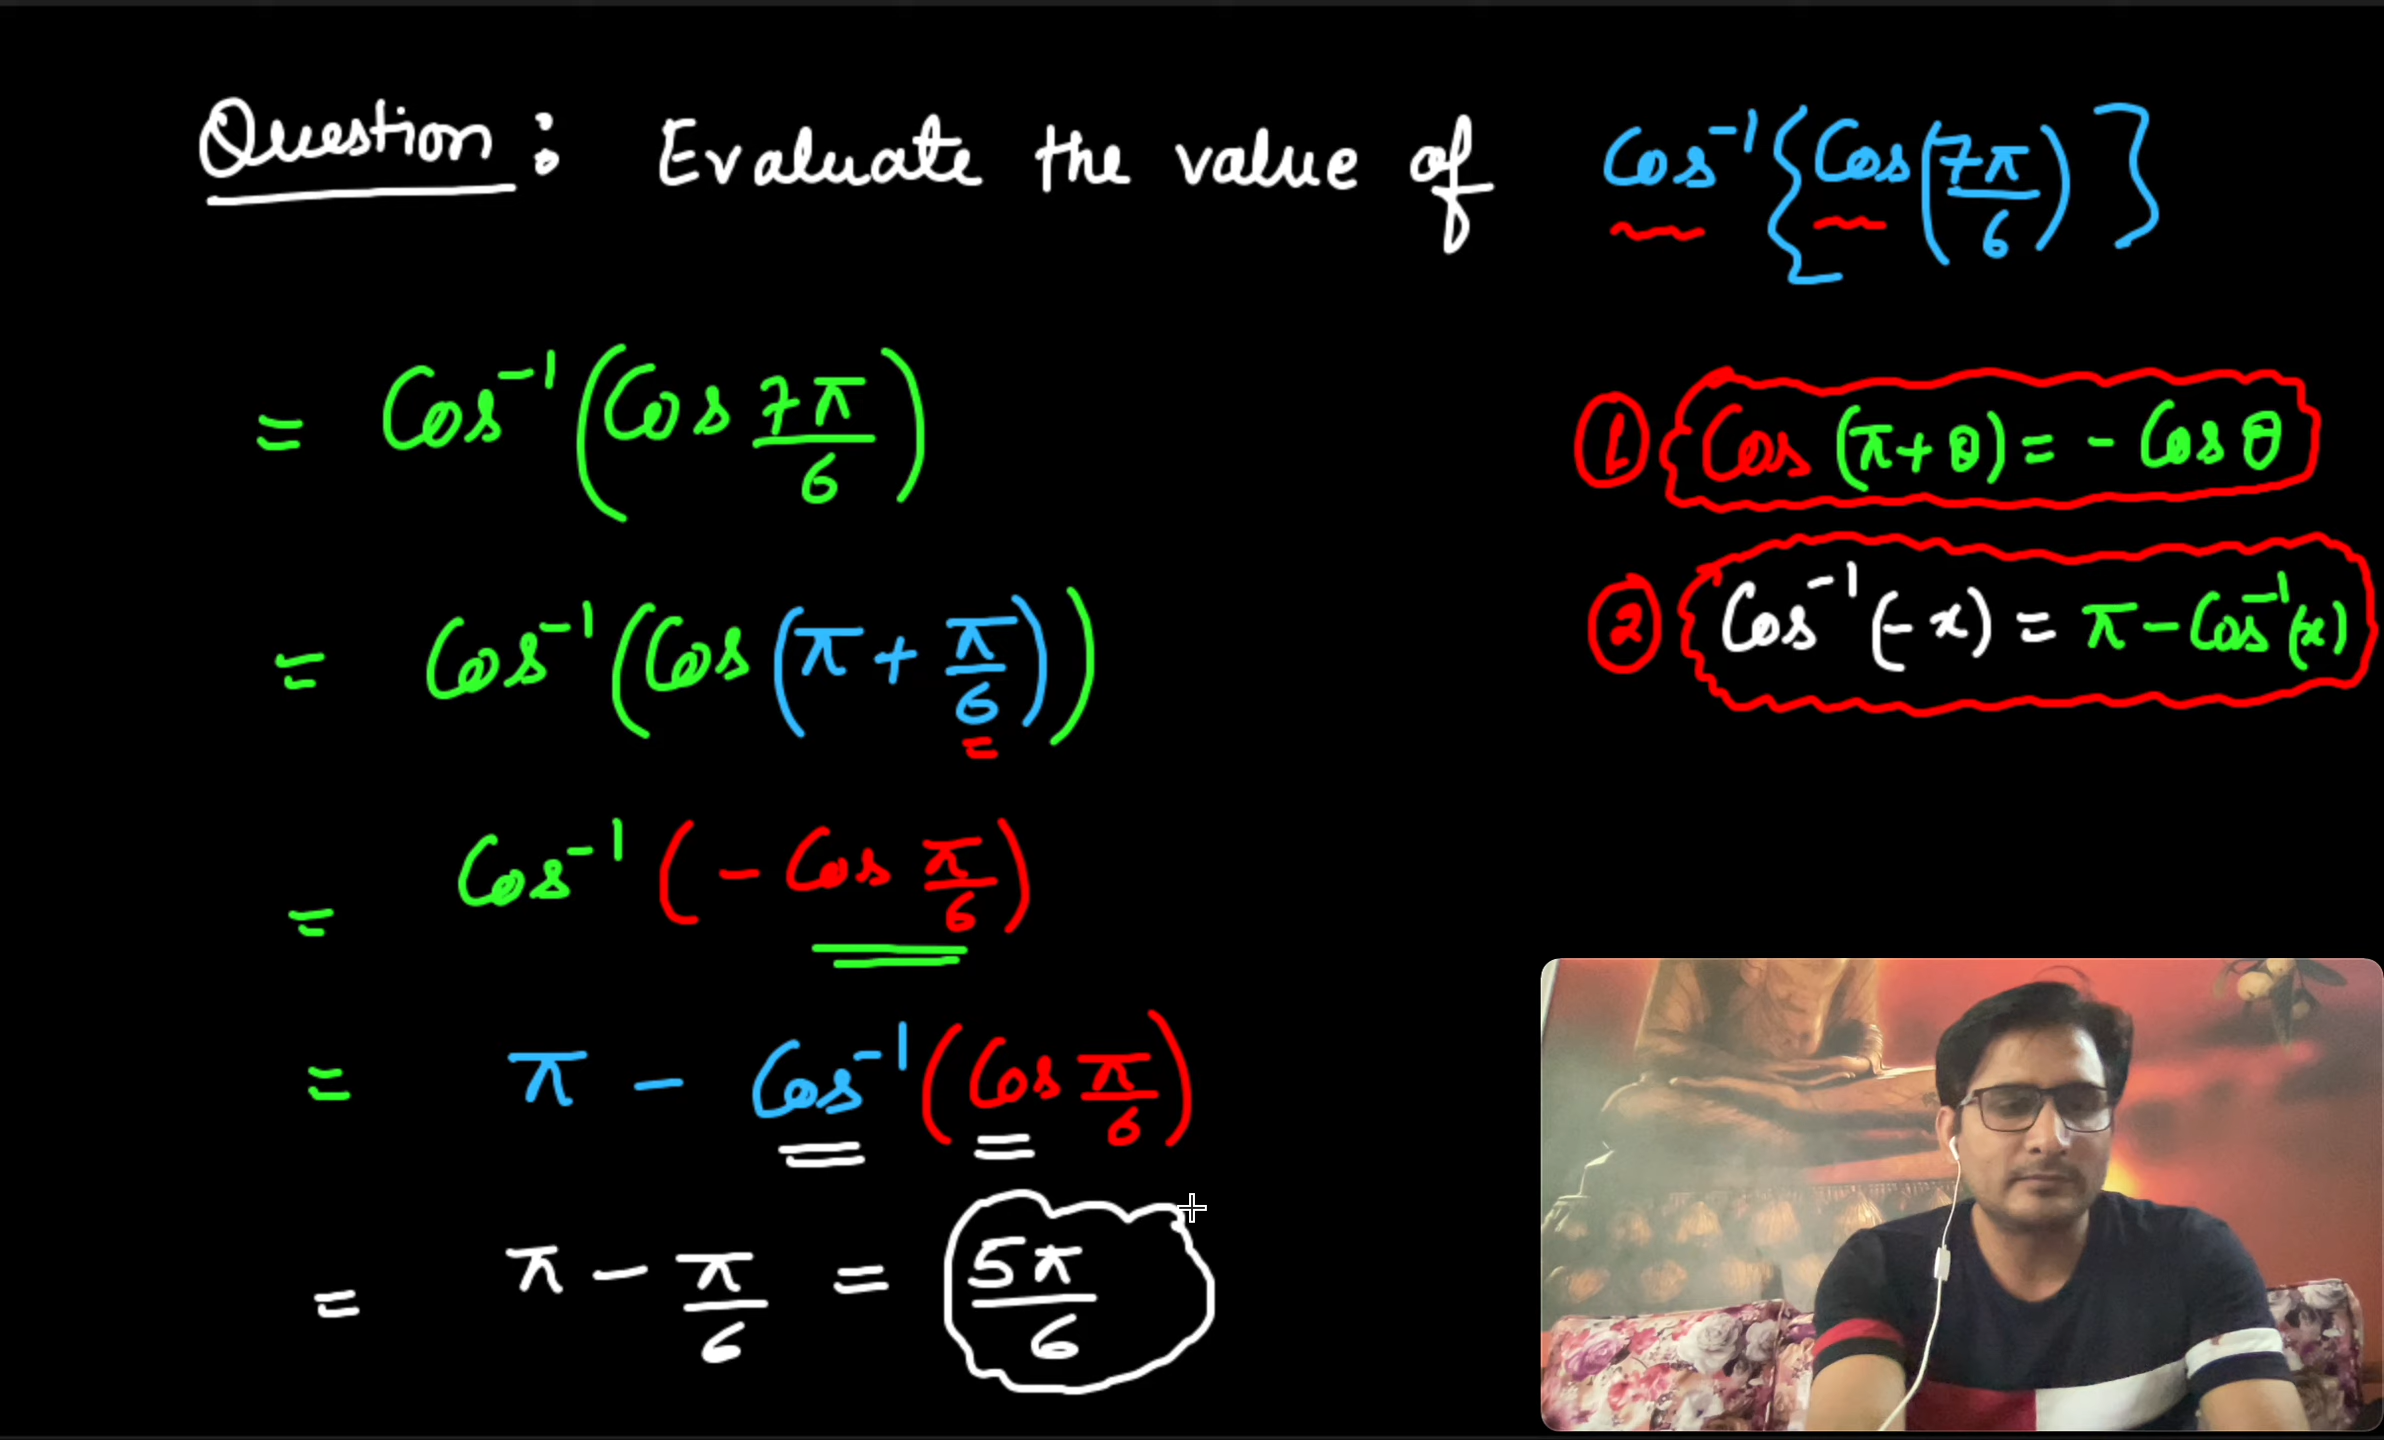 Question: Evaluate the value of Cos⁻¹{Cos(7π/6)}
= Cos⁻¹(Cos 7π/6)
① Cos(π+θ) = - Cos θ
= Cos⁻¹(Cos(π + π/6))
② Cos⁻¹(-x) = π - Cos⁻¹(x)
= Cos⁻¹(- Cos π/6)
= π - Cos⁻¹(Cos π/6)
= π - π/6 = 5π/6